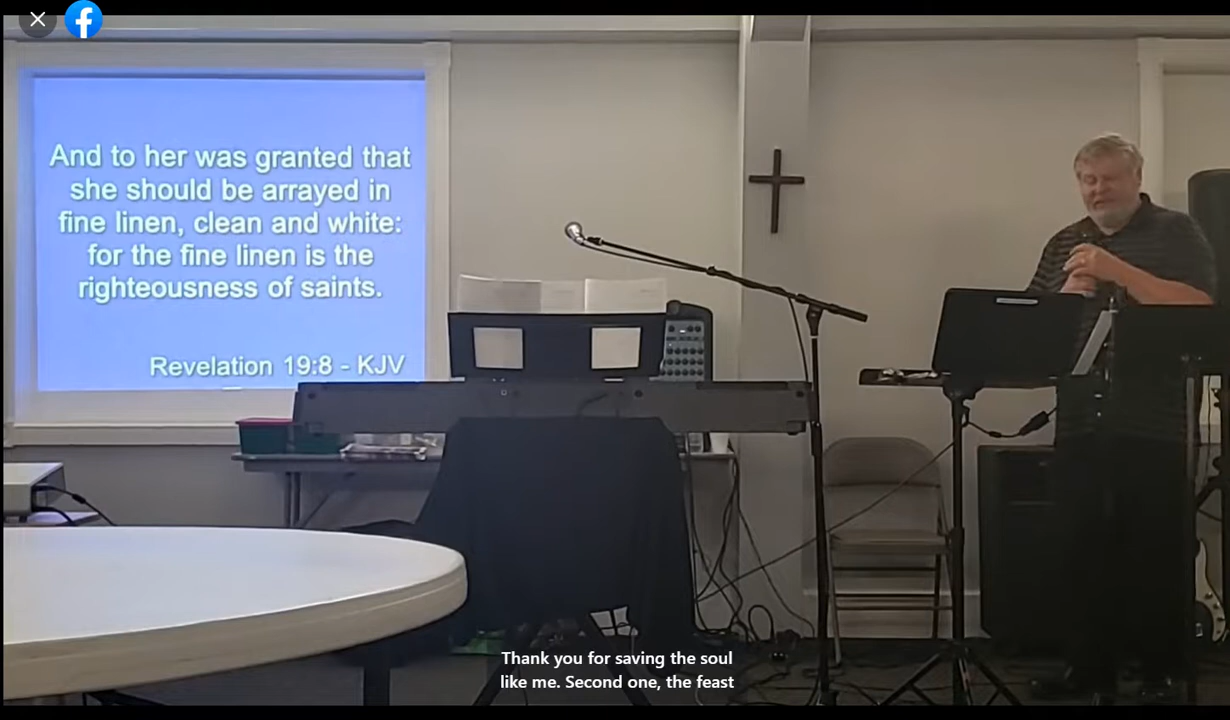 And to her was granted that
she should be arrayed in
fine linen, clean and white:
for the fine linen is the
righteousness of saints.
Revelation 19:8 - KJV
Thank you for saving the soul
like me. Second one, the feast